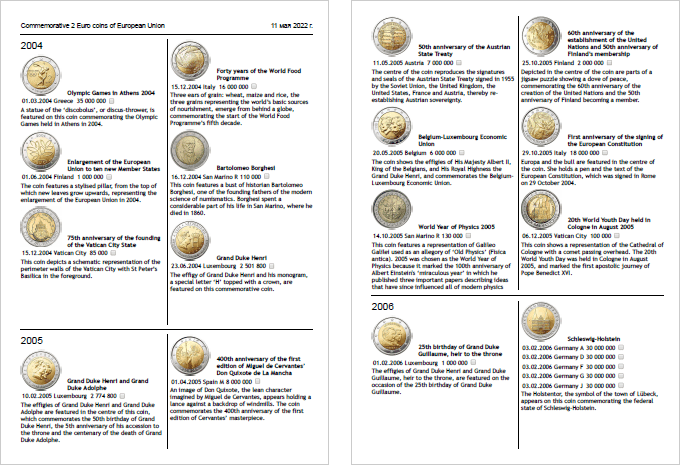 Commemorative 2 Euro coins of European Union
11 мая 2022 г.
2004
Olympic Games in Athens 2004
01.03.2004 Greece 35 000 000
A statue of the 'discobolus', or discus-thrower, is
featured on this coin commemorating the Olympic
Games held in Athens in 2004.
Enlargement of the European
Union to ten new Member States
01.06.2004 Finland 1 000 000
The coin features a stylised pillar, from the top of
which new leaves grow upwards, representing the
enlargement of the European Union in 2004.
75th anniversary of the founding
of the Vatican City State
15.12.2004 Vatican City 85 000
This coin depicts a schematic representation of the
perimeter walls of the Vatican City with St Peter's
Basilica in the foreground.
Forty years of the World Food
Programme
15.12.2004 Italy 16 000 000
Three ears of grain: wheat, maize and rice, the
three grains representing the world's basic sources
of nourishment, emerge from behind a globe,
commemorating the start of the World Food
Programme's fifth decade.
Bartolomeo Borghesi
16.12.2004 San Marino R 110 000
This coin features a bust of historian Bartolomeo
Borghesi, one of the founding fathers of the modern
science of numismatics. Borghesi spent a
considerable part of his life in San Marino, where he
died in 1860.
Grand Duke Henri
23.06.2004 Luxembourg 2 501 800
The effigy of Grand Duke Henri and his monogram,
a special letter 'H' topped with a crown, are
featured on this commemorative coin.
2005
Grand Duke Henri and Grand
Duke Adolphe
10.02.2005 Luxembourg 2 774 800
The effigies of Grand Duke Henri and Grand Duke
Adolphe are featured in the centre of this coin,
which commemorates the 50th birthday of Grand
Duke Henri, the 5th anniversary of his accession to
the throne and the centenary of the death of Grand
Duke Adolphe.
400th anniversary of the first
edition of Miguel de Cervantes'
Don Quixote de La Mancha
01.04.2005 Spain M 8 000 000
An image of Don Quixote, the lean character
imagined by Miguel de Cervantes, appears holding a
lance against a backdrop of windmills. The coin
commemorates the 400th anniversary of the first
edition of Cervantes' masterpiece.
50th anniversary of the Austrian
State Treaty
11.05.2005 Austria 7 000 000
The centre of the coin reproduces the signatures
and seals of the Austrian State Treaty signed in 1955
by the Soviet Union, the United Kingdom, the
United States, France and Austria, thereby re-
establishing Austrian sovereignty.
Belgium-Luxembourg Economic
Union
20.05.2005 Belgium 6 000 000
The coin shows the effigies of His Majesty Albert II,
King of the Belgians, and His Royal Highness the
Grand Duke Henri, and commemorates the Belgium-
Luxembourg Economic Union.
World Year of Physics 2005
14.10.2005 San Marino R 130 000
This coin features a representation of Galileo
Galilei used as an allegory of 'Old Physics' (Fisica
antica). 2005 was chosen as the World Year of
Physics because it marked the 100th anniversary of
Albert Einstein's 'miraculous year' in which he
published three important papers describing ideas
that have since influenced all of modern physics
60th anniversary of the
establishment of the United
Nations and 50th anniversary of
Finland's membership
25.10.2005 Finland 2 000 000
Depicted in the centre of the coin are parts of a
jigsaw puzzle showing a dove of peace,
commemorating the 60th anniversary of the
creation of the United Nations and the 50th
anniversary of Finland becoming a member.
First anniversary of the signing of
the European Constitution
29.10.2005 Italy 18 000 000
Europa and the bull are featured in the centre of
the coin. She holds a pen and the text of the
European Constitution, which was signed in Rome
on 29 October 2004.
20th World Youth Day held in
Cologne in August 2005
06.12.2005 Vatican City 100 000
This coin shows a representation of the Cathedral of
Cologne with a comet passing overhead. The 20th
World Youth Day was held in Cologne in August
2005, and marked the first apostolic journey of
Pope Benedict XVI.
2006
25th birthday of Grand Duke
Guillaume, heir to the throne
01.02.2006 Luxembourg 1 000 000
The effigies of Grand Duke Henri and Grand Duke
Guillaume, heir to the throne, are featured on the
occasion of the 25th birthday of Grand Duke
Guillaume.
Schleswig-Holstein
03.02.2006 Germany A 30 000 000
03.02.2006 Germany D 30 000 000
03.02.2006 Germany F 30 000 000
03.02.2006 Germany G 30 000 000
03.02.2006 Germany J 30 000 000
The Holstentor, the symbol of the town of Lübeck,
appears on this coin commemorating the federal
state of Schleswig-Holstein.